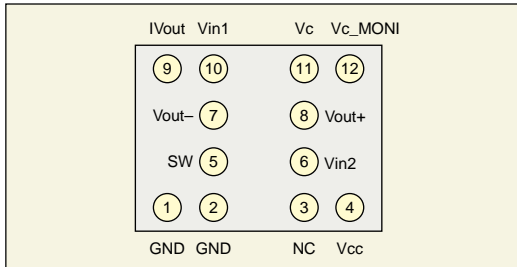 IVout Vin1 Vc Vc_MONI
9 10 11 12
Vout– 7 8 Vout+
SW 5 6 Vin2
1 2 3 4
GND GND NC Vcc